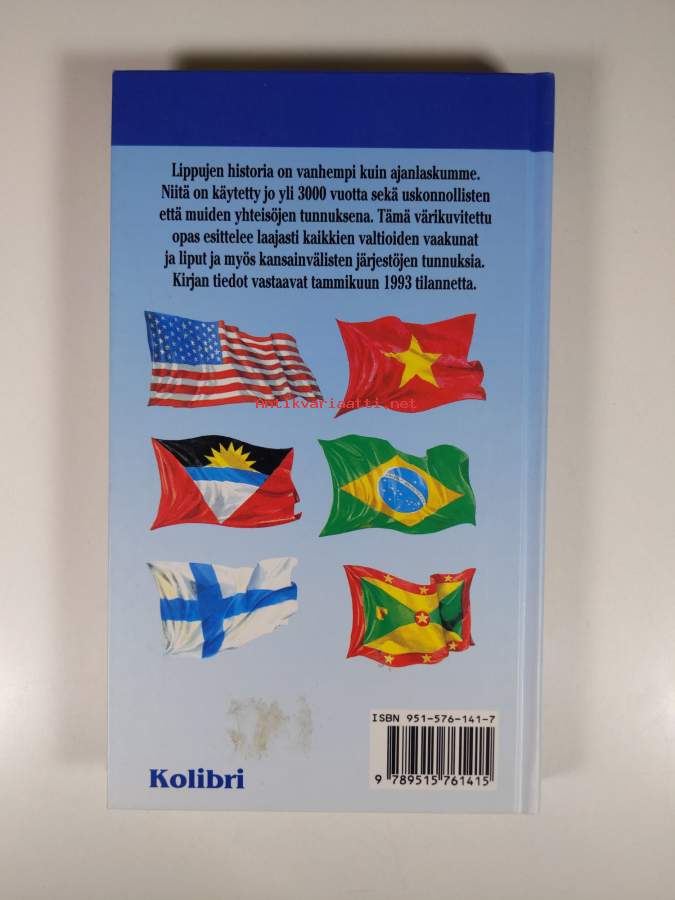 Lippujen historia on vanhempi kuin ajanlaskumme.
Niitä on käytetty jo yli 3000 vuotta sekä uskonnollisten
että muiden yhteisöjen tunnuksena. Tämä värikuvitettu
opas esittelee laajasti kaikkien valtioiden vaakunat
ja liput ja myös kansainvälisten järjestöjen tunnuksia.
Kirjan tiedot vastaavat tammikuun 1993 tilannetta.
Antikvariaatti.net
ISBN 951-576-141-7
9 789515 761415
Kolibri